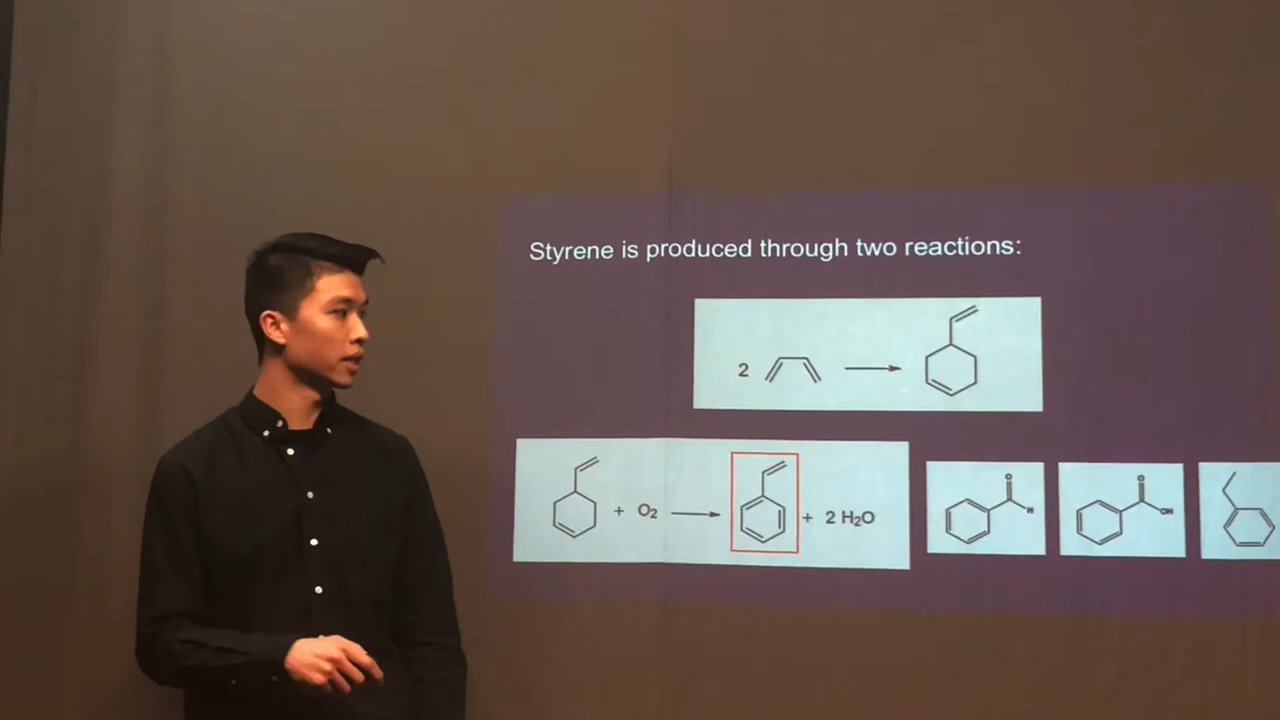 Styrene is produced through two reactions:
2
+ O₂ + 2 H₂O
H
OH